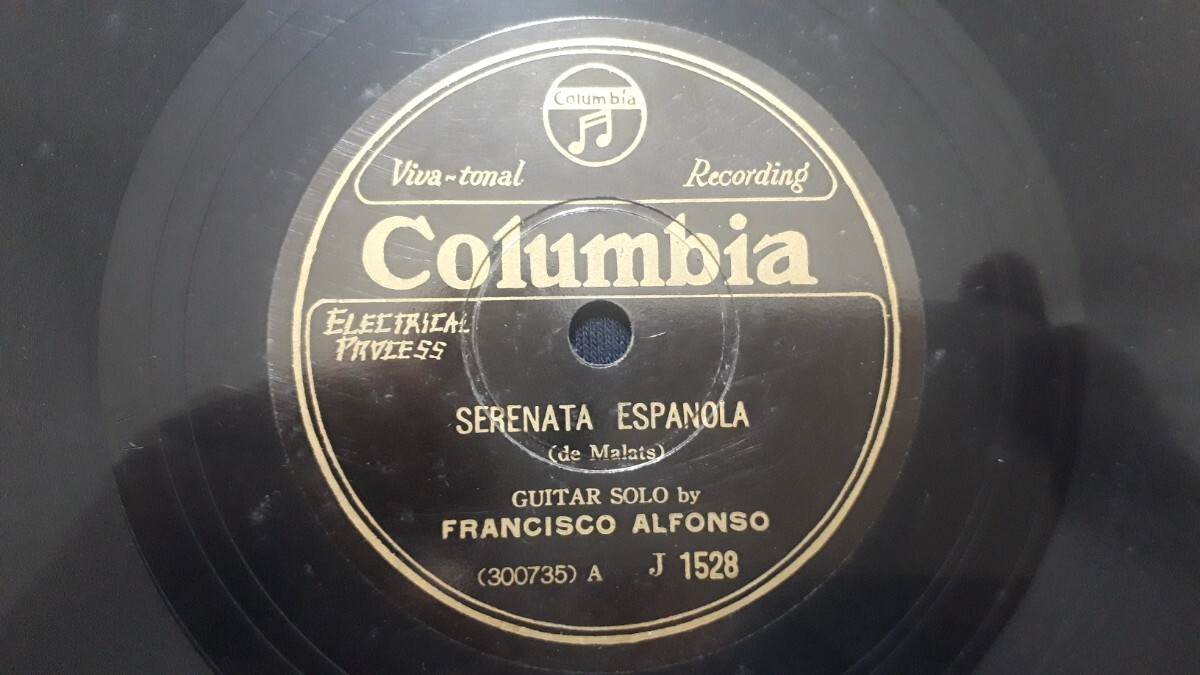 Columbia
Viva-tonal Recording
Columbia
ELECTRICAL
PROCESS
SERENATA ESPANOLA
(de Malats)
GUITAR SOLO by
FRANCISCO ALFONSO
(300735) A J 1528